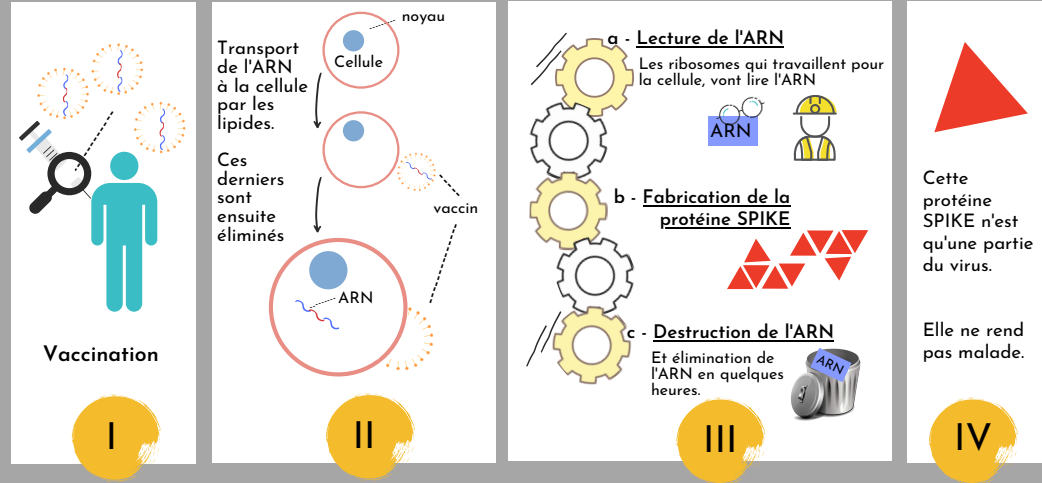 Vaccination
I
noyau
Cellule
Transport
de l'ARN
à la cellule
par les
lipides.
Ces
derniers
sont
ensuite
éliminés
vaccin
ARN
II
a - Lecture de l'ARN
Les ribosomes qui travaillent pour
la cellule, vont lire l'ARN
ARN
b - Fabrication de la
protéine SPIKE
c - Destruction de l'ARN
Et élimination de
l'ARN en quelques
heures.
ARN
III
Cette
protéine
SPIKE n'est
qu'une partie
du virus.
Elle ne rend
pas malade.
IV